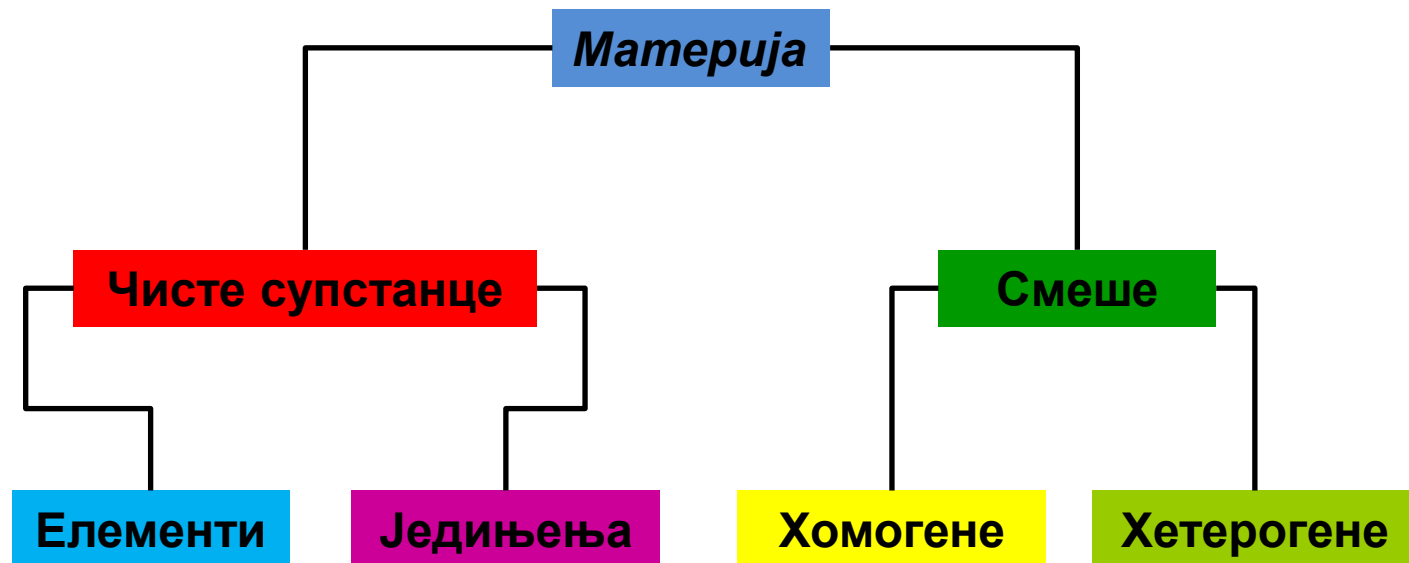 Материја
Чисте супстанце
Смеше
Елементи
Једињења
Хомогене
Хетерогене